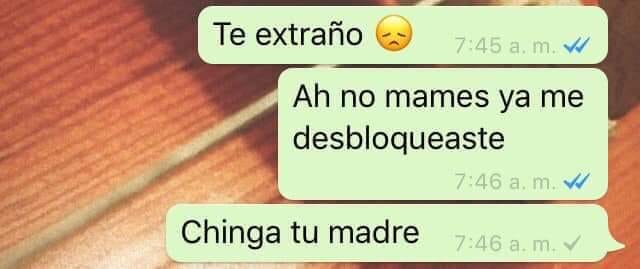 Te extraño 😞 7:45 a. m.
Ah no mames ya me
desbloqueaste
7:46 a. m.
Chinga tu madre 7:46 a. m.